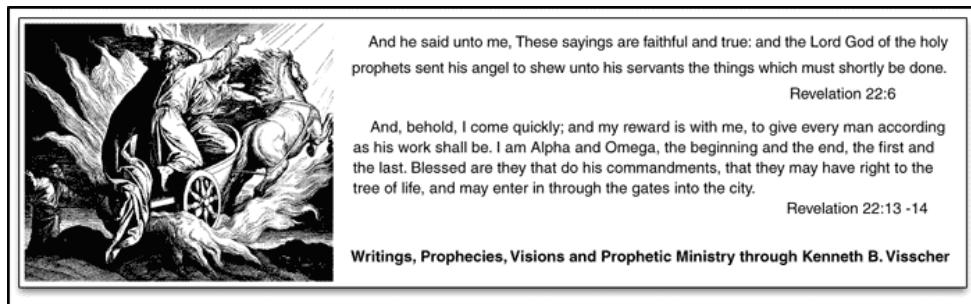 And he said unto me, These sayings are faithful and true: and the Lord God of the holy
prophets sent his angel to shew unto his servants the things which must shortly be done.
Revelation 22:6
And, behold, I come quickly; and my reward is with me, to give every man according
as his work shall be. I am Alpha and Omega, the beginning and the end, the first and
the last. Blessed are they that do his commandments, that they may have right to the
tree of life, and may enter in through the gates into the city.
Revelation 22:13 -14
Writings, Prophecies, Visions and Prophetic Ministry through Kenneth B. Visscher